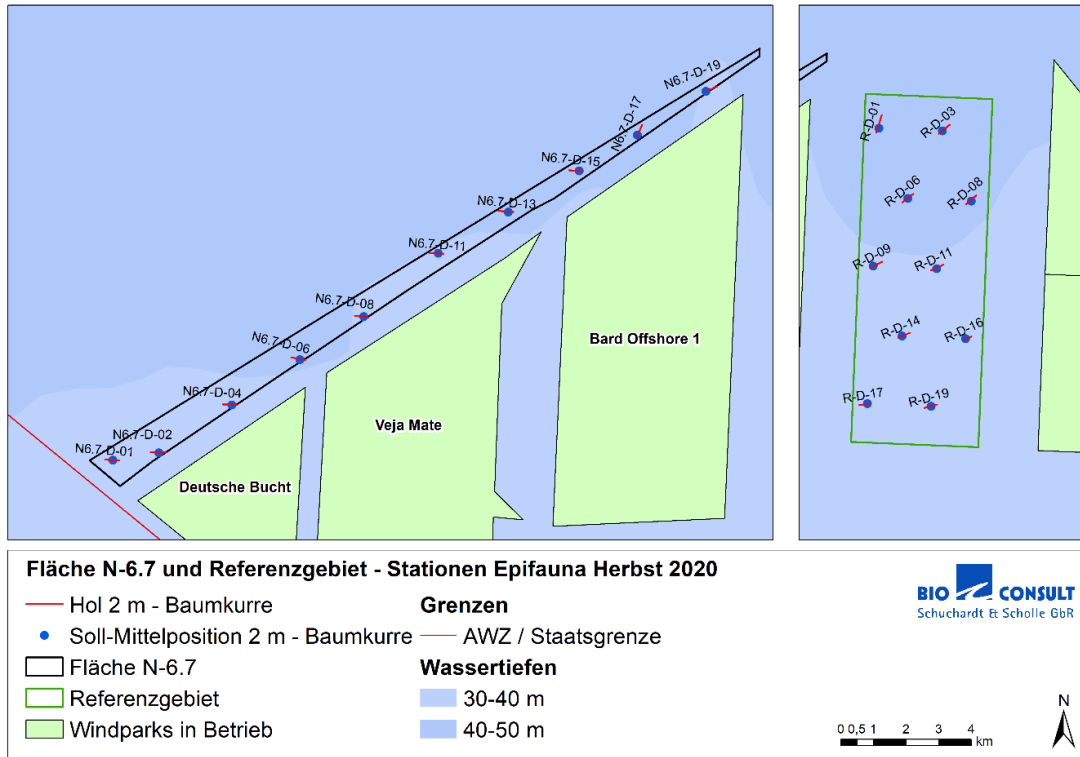 N6.7-D-19
N6.7-D-17
N6.7-D-15
N6.7-D-13
N6.7-D-11
N6.7-D-08
N6.7-D-06
N6.7-D-04
N6.7-D-02
N6.7-D-01
Bard Offshore 1
Veja Mate
Deutsche Bucht
R-D-01
R-D-03
R-D-06
R-D-08
R-D-09
R-D-11
R-D-14
R-D-16
R-D-17
R-D-19
Fläche N-6.7 und Referenzgebiet - Stationen Epifauna Herbst 2020
Hol 2 m - Baumkurre
Soll-Mittelposition 2 m - Baumkurre
Fläche N-6.7
Referenzgebiet
Windparks in Betrieb
Grenzen
AWZ / Staatsgrenze
Wassertiefen
30-40 m
40-50 m
BIO CONSULT
Schuchardt & Scholle GbR
N
0 0,5 1 2 3 4
km